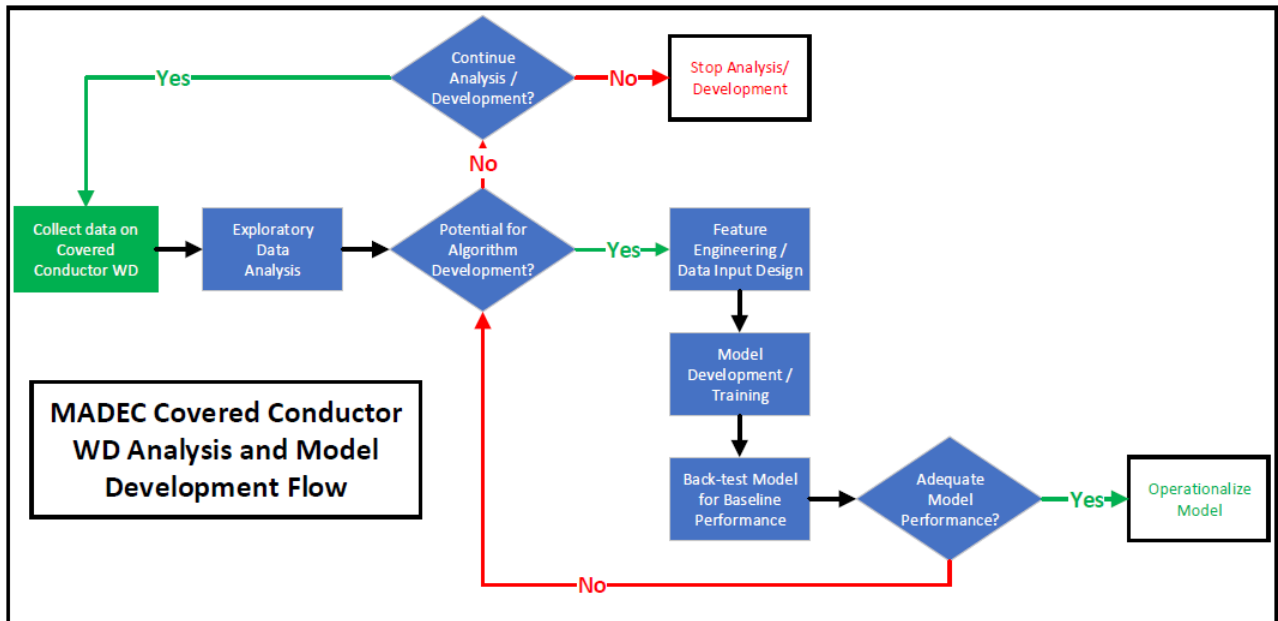 Continue
Analysis /
Development?
Yes
No
Stop Analysis/
Development
No
Collect data on
Covered
Conductor WD
Exploratory
Data
Analysis
Potential for
Algorithm
Development?
Yes
Feature
Engineering /
Data Input Design
Model
Development /
Training
MADEC Covered Conductor
WD Analysis and Model
Development Flow
Back-test Model
for Baseline
Performance
Adequate
Model
Performance?
Yes
Operationalize
Model
No